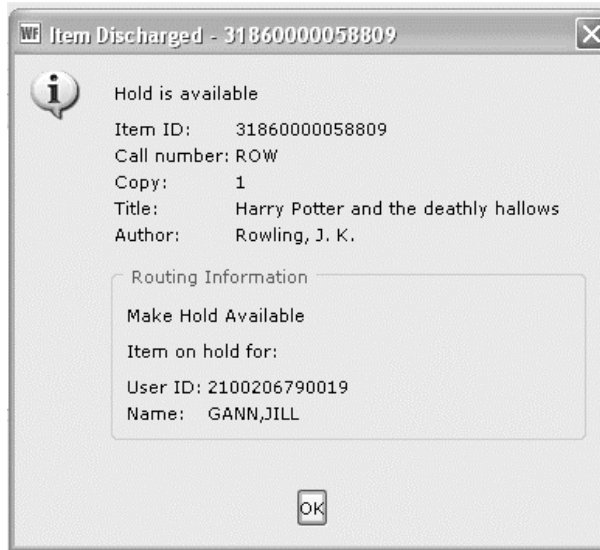 WF Item Discharged - 31860000058809
Hold is available
Item ID: 31860000058809
Call number: ROW
Copy: 1
Title: Harry Potter and the deathly hallows
Author: Rowling, J. K.
Routing Information
Make Hold Available
Item on hold for:
User ID: 2100206790019
Name: GANN,JILL
OK